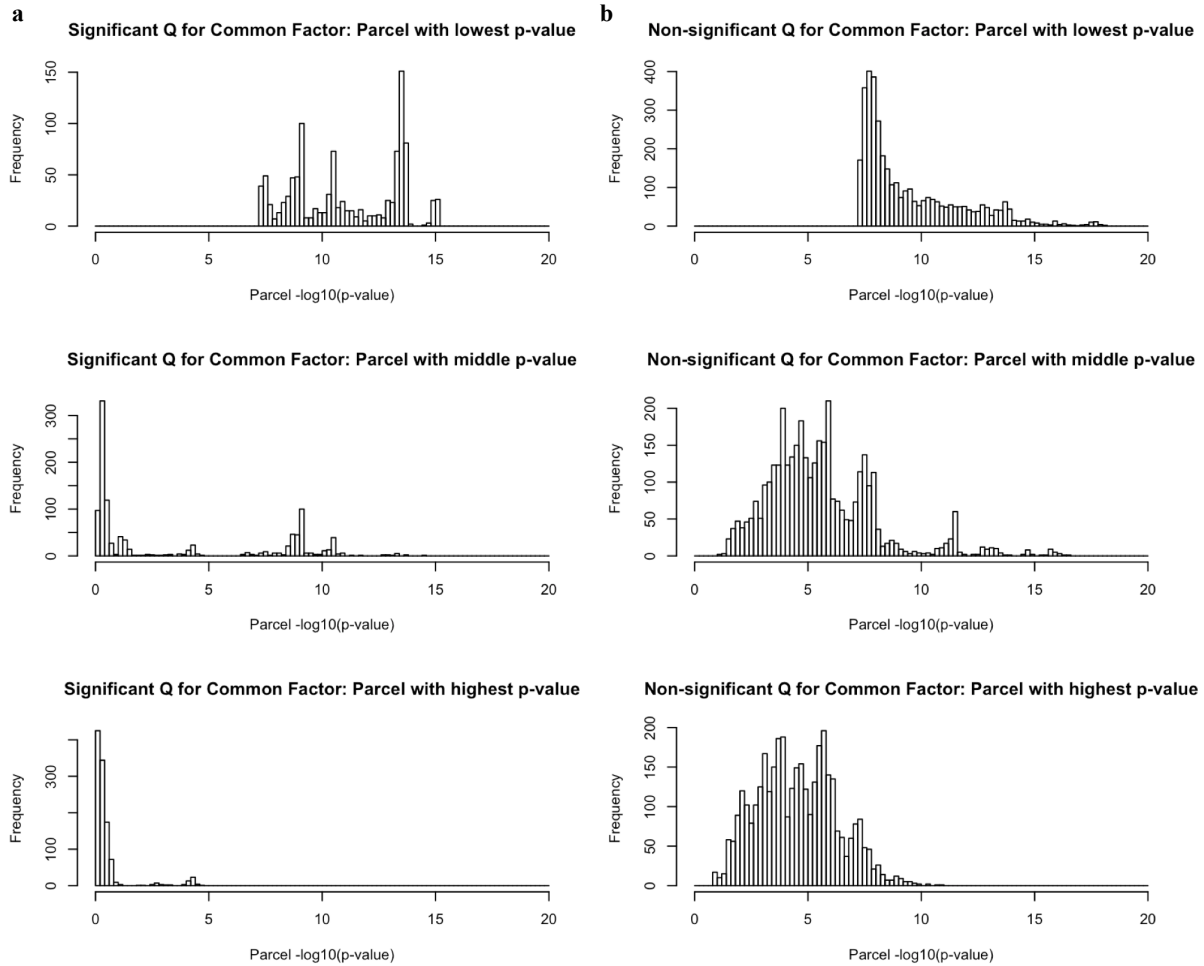 a
Significant Q for Common Factor: Parcel with lowest p-value
Frequency
0 50 100 150
0 5 10 15 20
Parcel -log10(p-value)
Significant Q for Common Factor: Parcel with middle p-value
Frequency
0 100 200 300
0 5 10 15 20
Parcel -log10(p-value)
Significant Q for Common Factor: Parcel with highest p-value
Frequency
0 100 300
0 5 10 15 20
Parcel -log10(p-value)
b
Non-significant Q for Common Factor: Parcel with lowest p-value
Frequency
0 100 200 300 400
0 5 10 15 20
Parcel -log10(p-value)
Non-significant Q for Common Factor: Parcel with middle p-value
Frequency
0 50 100 150 200
0 5 10 15 20
Parcel -log10(p-value)
Non-significant Q for Common Factor: Parcel with highest p-value
Frequency
0 50 100 150 200
0 5 10 15 20
Parcel -log10(p-value)